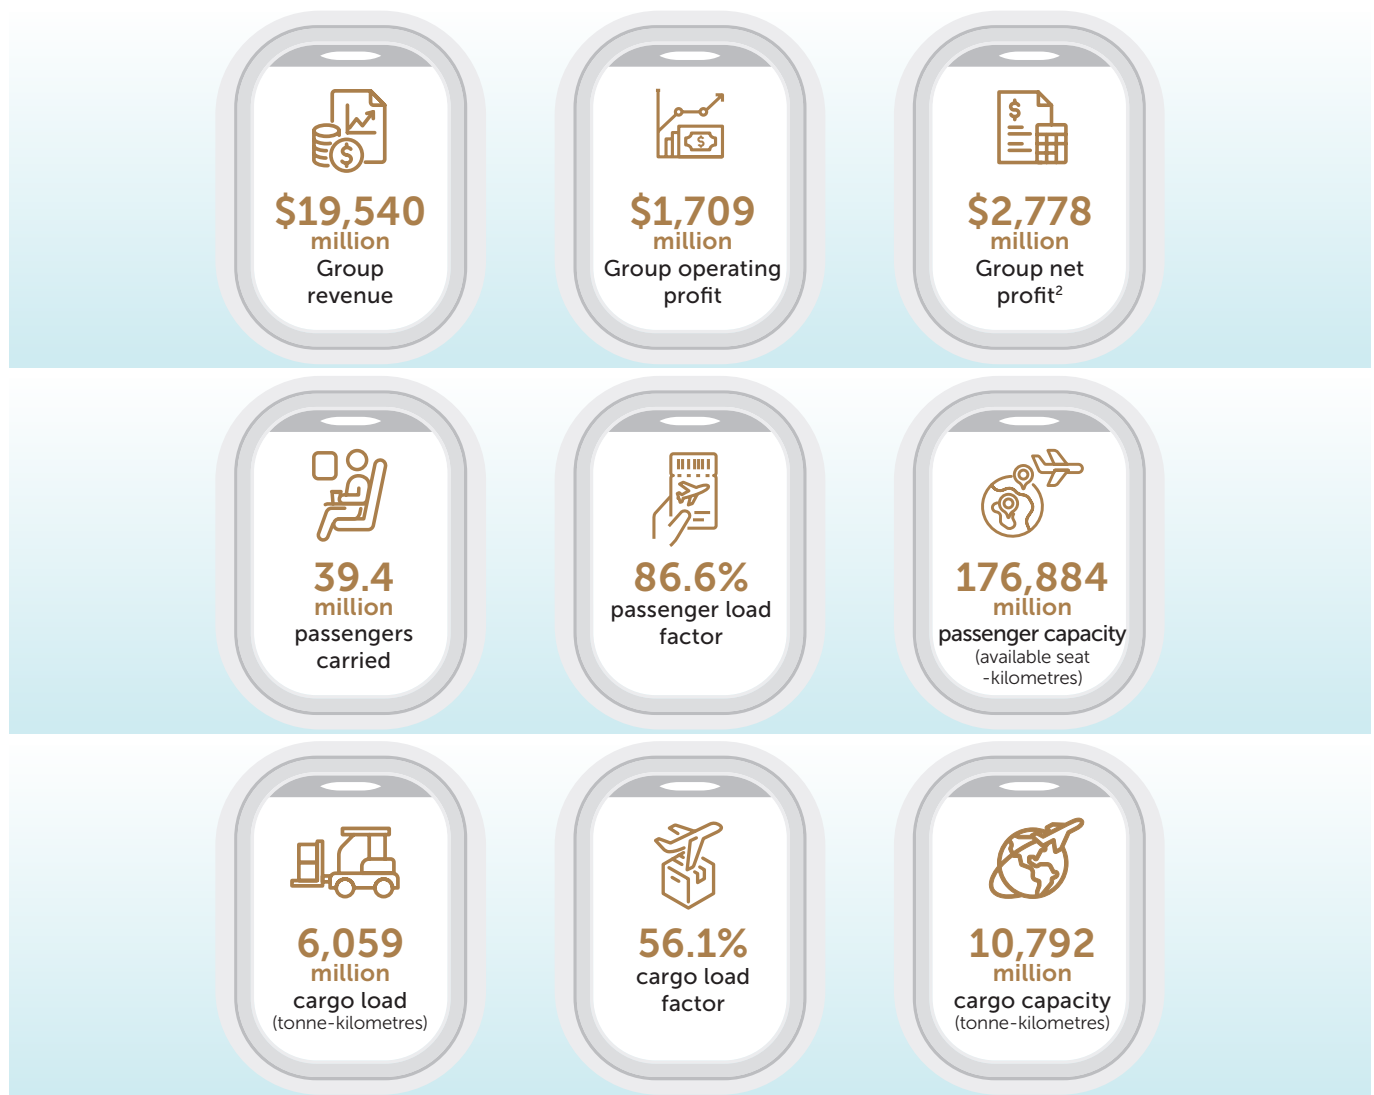 $19,540
million
Group
revenue
$1,709
million
Group operating
profit
$2,778
million
Group net
profit²
39.4
million
passengers
carried
86.6%
passenger load
factor
176,884
million
passenger capacity
(available seat
-kilometres)
6,059
million
cargo load
(tonne-kilometres)
56.1%
cargo load
factor
10,792
million
cargo capacity
(tonne-kilometres)